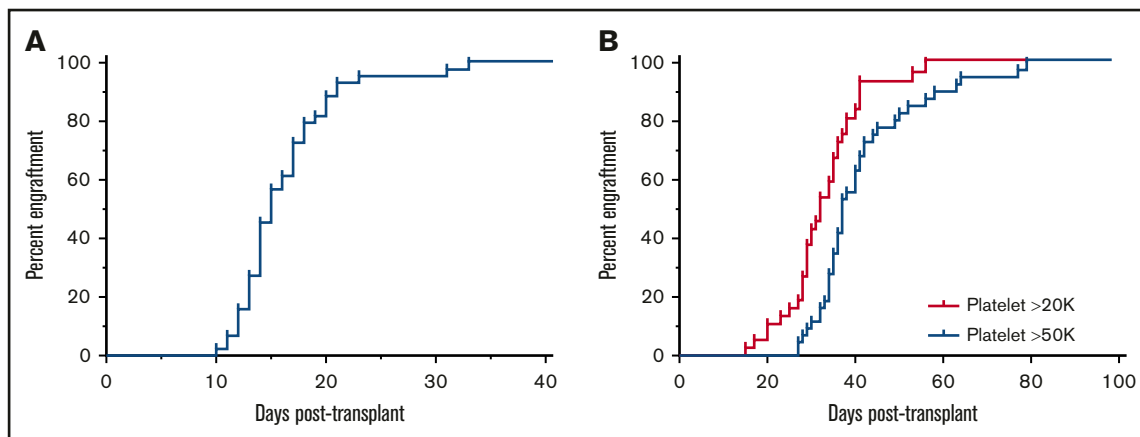 A
100
80
60
40
20
0
Percent engraftment
0 10 20 30 40
Days post-transplant
B
100
80
60
40
20
0
Percent engraftment
Platelet >20K
Platelet >50K
0 20 40 60 80 100
Days post-transplant